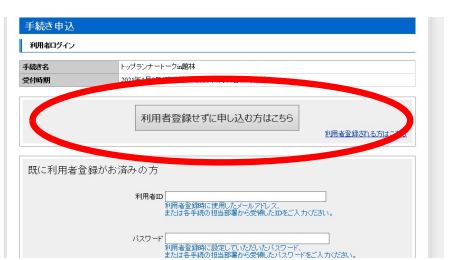 手続き申込
利用者ログイン
手続き名 トップランナートークin館林
受付時期
利用者登録せずに申し込む方はこちら
利用者登録される方はこちら
既に利用者登録がお済みの方
利用者ID
利用者登録時に使用したメールアドレス、
または各手続の担当部署から受領したIDをご入力ください。
パスワード
利用者登録時に設定していただいたパスワード、
または各手続の担当部署から受領したパスワードをご入力ください。